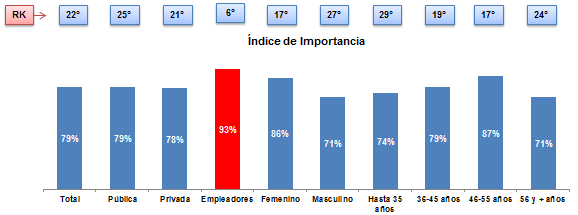 RK 22° 25° 21° 6° 17° 27° 29° 19° 17° 24°
Índice de Importancia
79% 79% 78% 93% 86% 71% 74% 79% 87% 71%
Total Pública Privada Empleadores Femenino Masculino Hasta 35 años 36-45 años 46-55 años 56 y + años